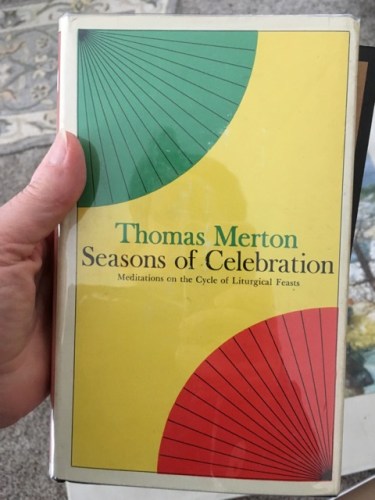 Thomas Merton
Seasons of Celebration
Meditations on the Cycle of Liturgical Feasts